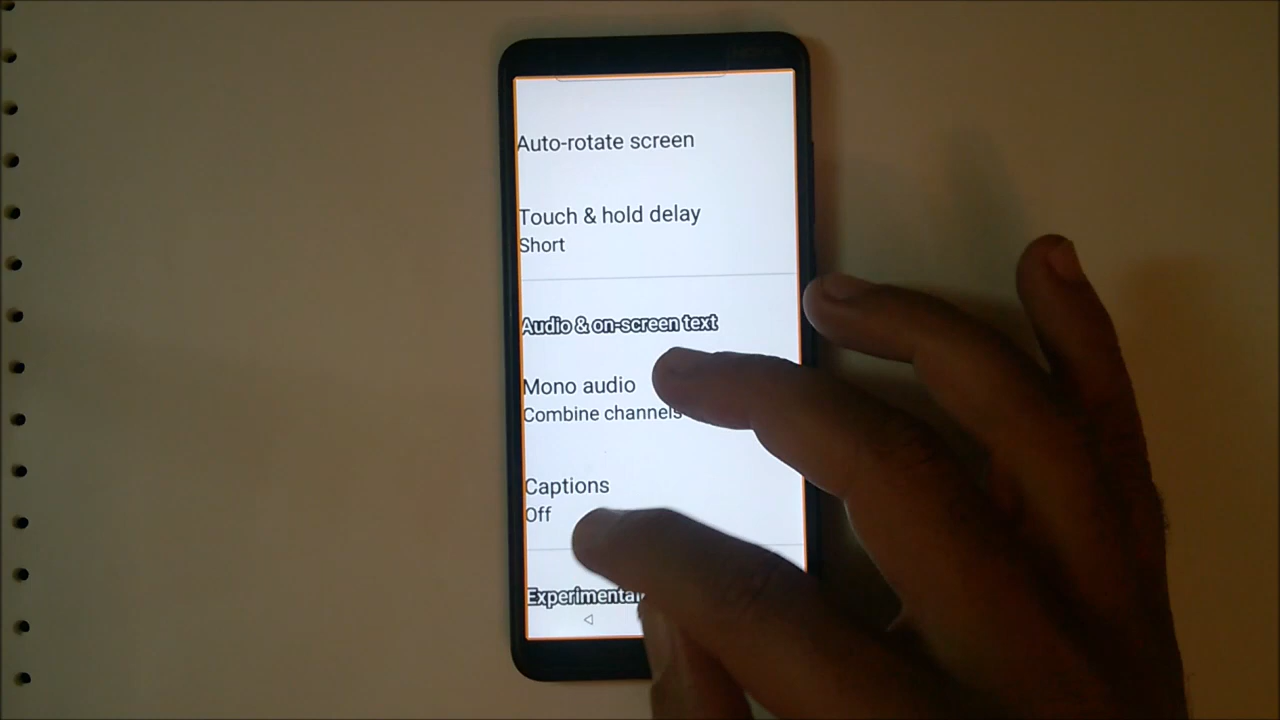 Auto-rotate screen
Touch & hold delay
Short
Audio & on-screen text
Mono audio
Combine channels
Captions
Off
Experimental